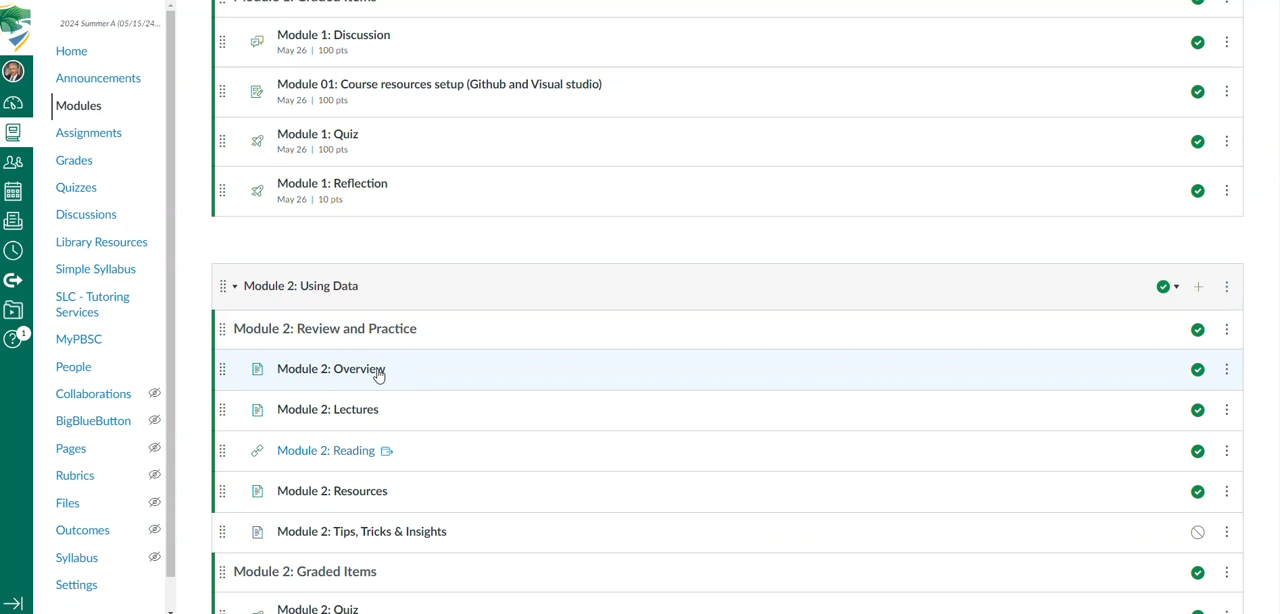 2024 Summer A (05/15/24...
Home
Announcements
Modules
Assignments
Grades
Quizzes
Discussions
Library Resources
Simple Syllabus
SLC - Tutoring
Services
MyPBSC
People
Collaborations
BigBlueButton
Pages
Rubrics
Files
Outcomes
Syllabus
Settings
1
Module 1: Graded Items
Module 1: Discussion
May 26 | 100 pts
Module 01: Course resources setup (Github and Visual studio)
May 26 | 100 pts
Module 1: Quiz
May 26 | 100 pts
Module 1: Reflection
May 26 | 10 pts
Module 2: Using Data
Module 2: Review and Practice
Module 2: Overview
Module 2: Lectures
Module 2: Reading
Module 2: Resources
Module 2: Tips, Tricks & Insights
Module 2: Graded Items
Module 2: Quiz